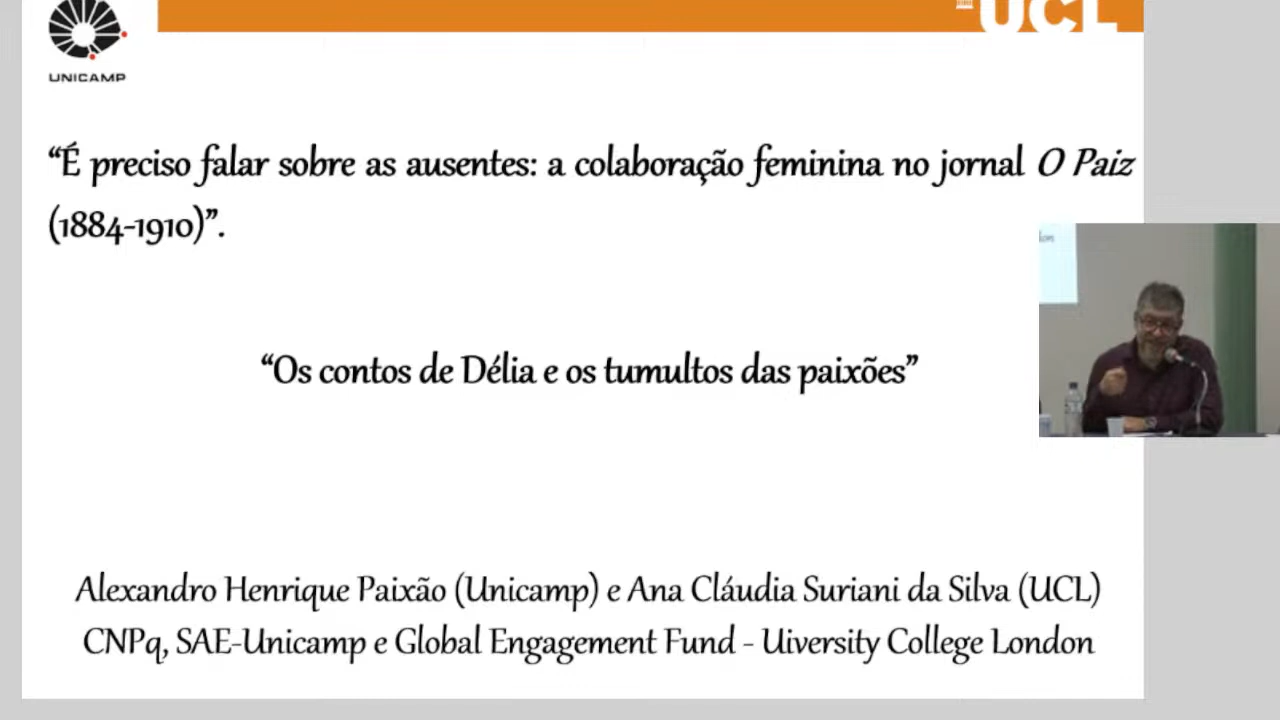 UCL
UNICAMP
“É preciso falar sobre as ausentes: a colaboração feminina no jornal O Paiz
(1884-1910)”.
“Os contos de Délia e os tumultos das paixões”
Alexandro Henrique Paixão (Unicamp) e Ana Cláudia Suriani da Silva (UCL)
CNPq, SAE-Unicamp e Global Engagement Fund - Uiversity College London